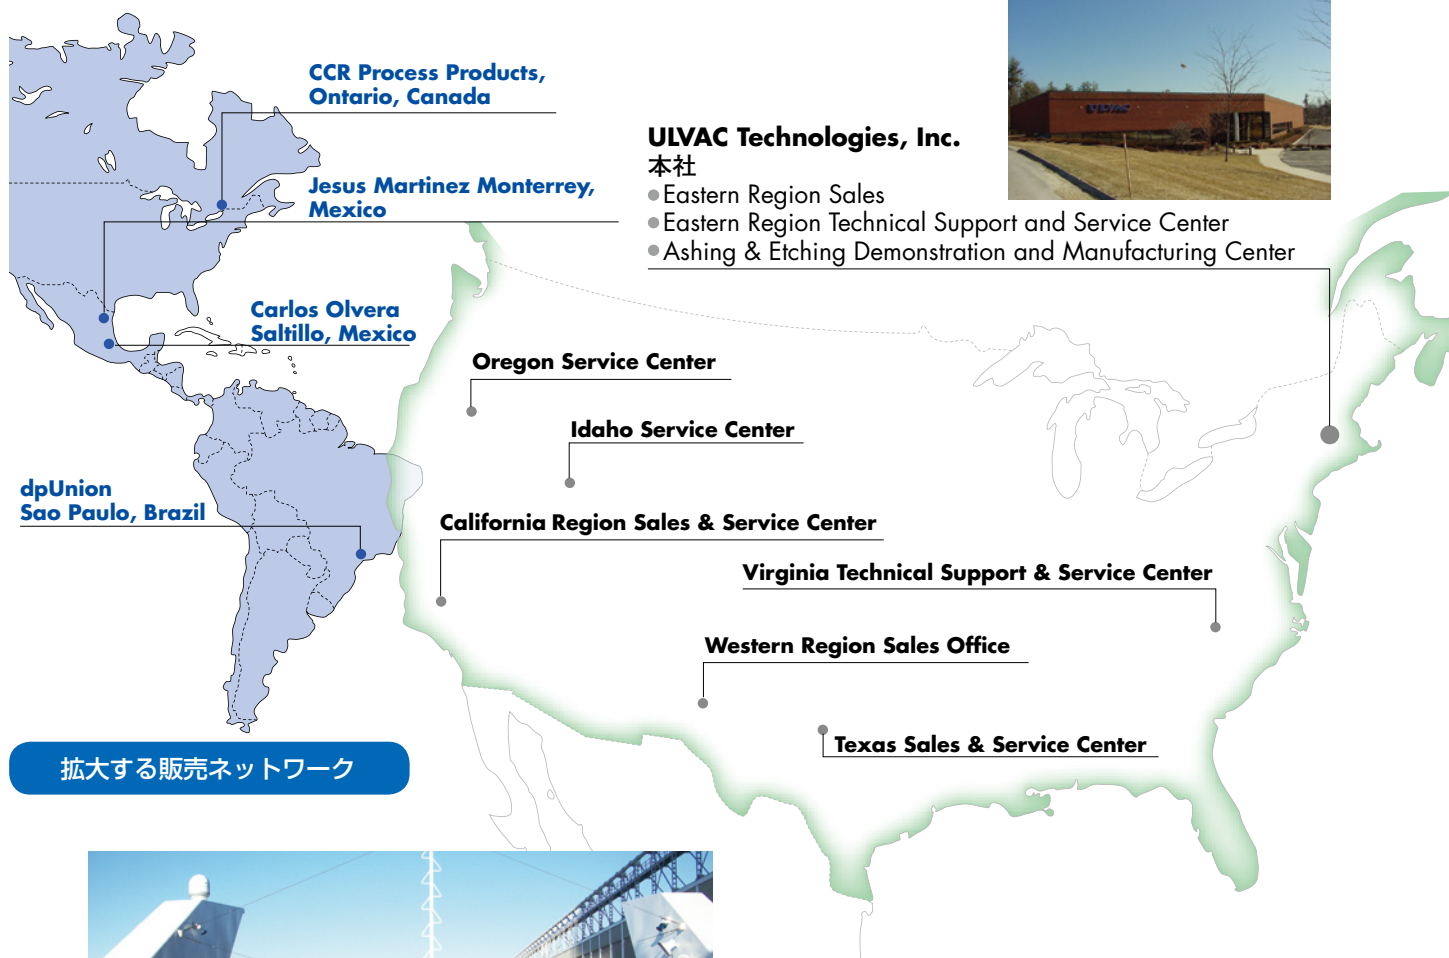 CCR Process Products,
Ontario, Canada
Jesus Martinez Monterrey,
Mexico
Carlos Olvera
Saltillo, Mexico
dpUnion
Sao Paulo, Brazil
拡大する販売ネットワーク
ULVAC
ULVAC Technologies, Inc.
本社
Eastern Region Sales
Eastern Region Technical Support and Service Center
Ashing & Etching Demonstration and Manufacturing Center
Oregon Service Center
Idaho Service Center
California Region Sales & Service Center
Virginia Technical Support & Service Center
Western Region Sales Office
Texas Sales & Service Center